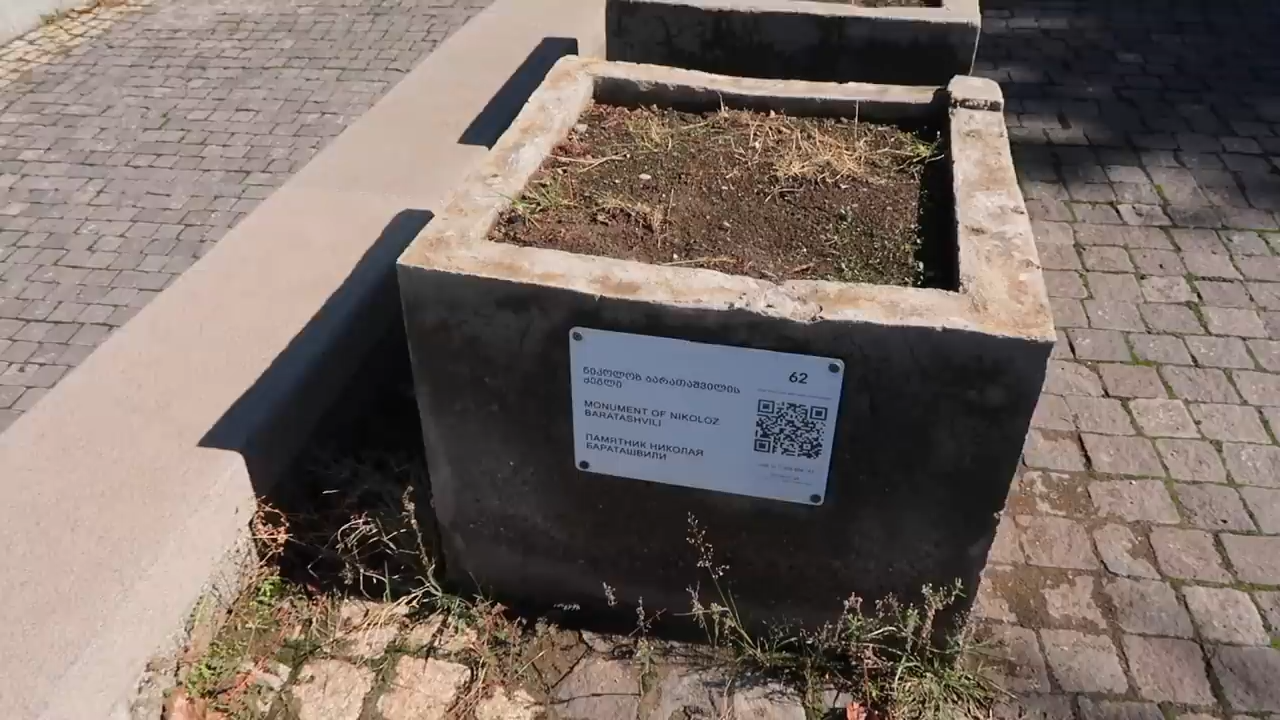 ნიკოლოზ ბარათაშვილის
ძეგლი
62
MONUMENT OF NIKOLOZ
BARATASHVILI
ПАМЯТНИК НИКОЛАЯ
БАРАТАШВИЛИ